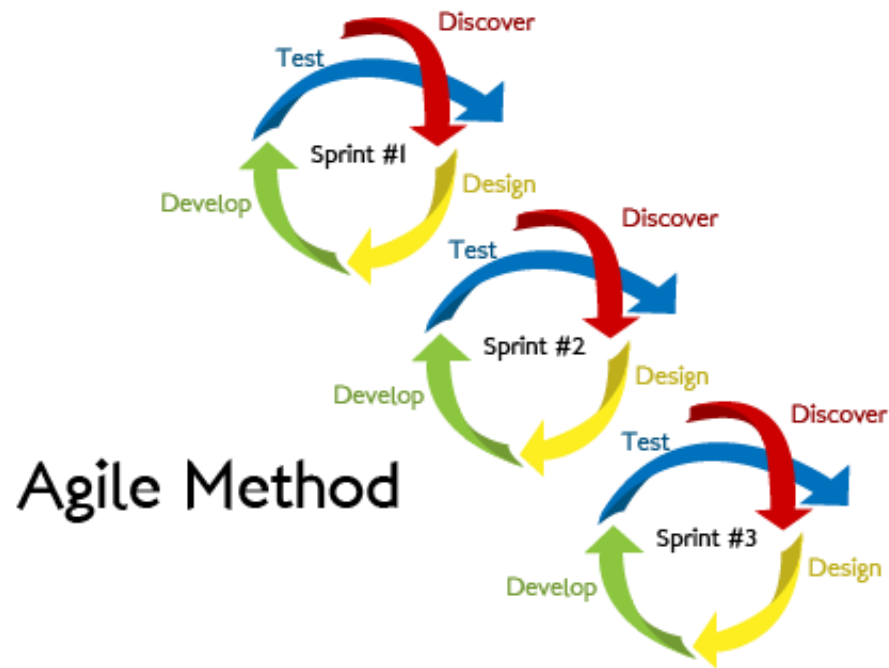 Discover
Test
Sprint #1
Design
Develop
Discover
Test
Sprint #2
Design
Develop
Discover
Test
Agile Method
Sprint #3
Design
Develop